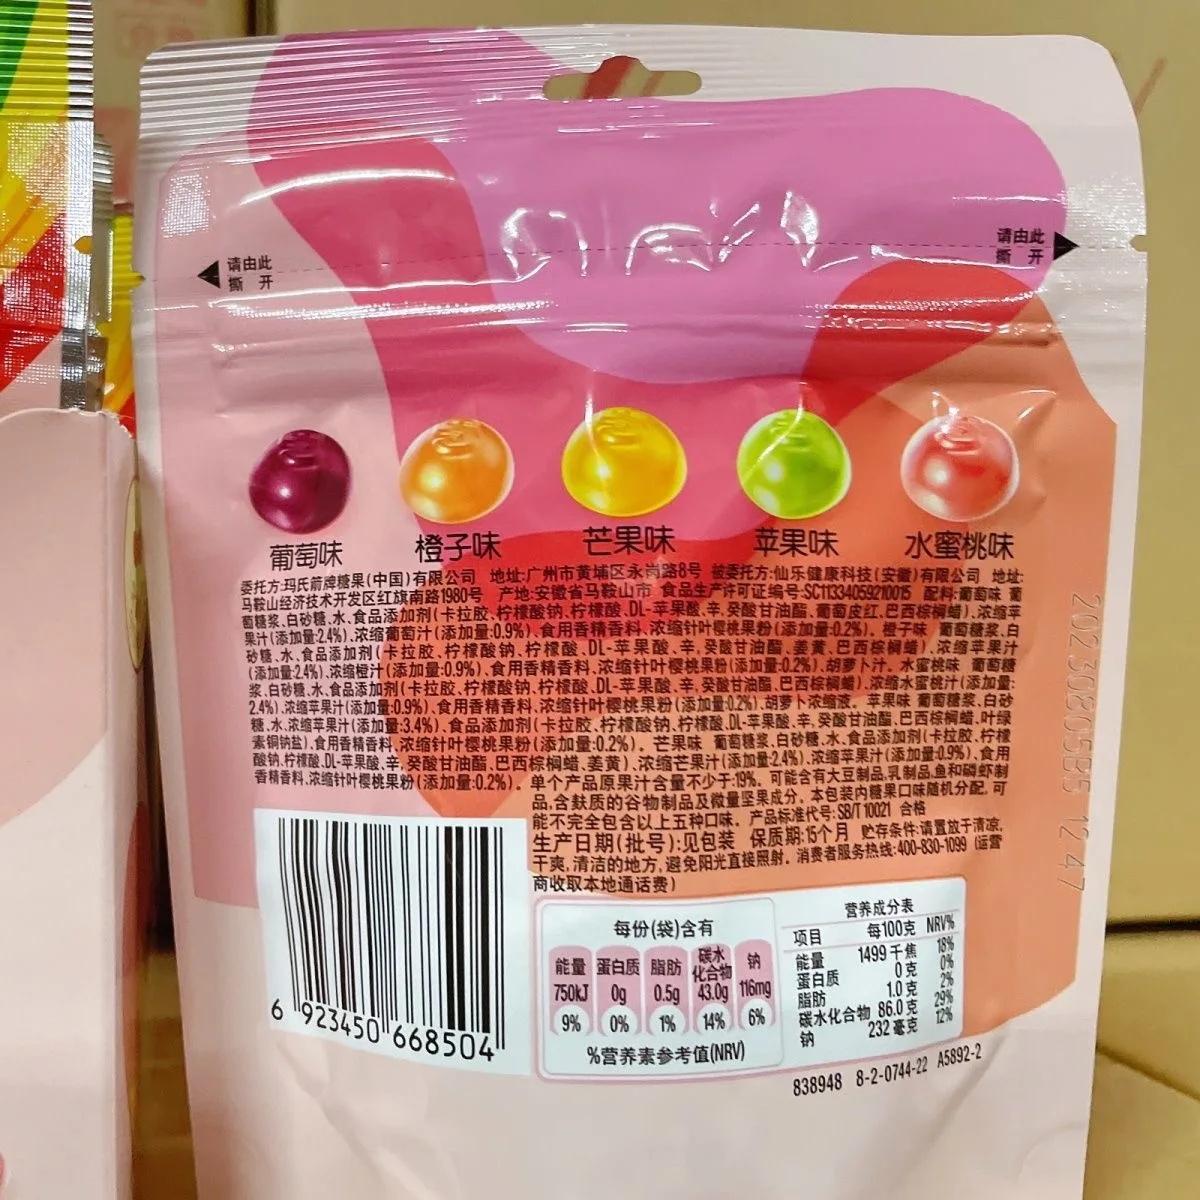 请由此
撕 开
请由此
撕 开
葡萄味
橙子味
芒果味
苹果味
水蜜桃味
委托方:玛氏箭牌糖果(中国)有限公司 地址:广州市黄埔区永岗路8号 被委托方:仙乐健康科技(安徽)有限公司 地址:
马鞍山经济技术开发区红旗南路1980号 产地:安徽省马鞍山市 食品生产许可证编号:SC11334059210015 配料:葡萄味 葡
萄糖浆、白砂糖、水、食品添加剂(卡拉胶、柠檬酸钠、柠檬酸、DL-苹果酸、辛,癸酸甘油酯、葡萄皮红、巴西棕榈蜡)、浓缩苹
果汁(添加量:2.4%)、浓缩葡萄汁(添加量:0.9%)、食用香精香料、浓缩针叶樱桃果粉(添加量:0.2%)。橙子味 葡萄糖浆、白
砂糖、水、食品添加剂(卡拉胶、柠檬酸钠、柠檬酸、DL-苹果酸、辛,癸酸甘油酯、姜黄、巴西棕榈蜡)、浓缩苹果汁
(添加量:2.4%)、浓缩橙汁(添加量:0.9%)、食用香精香料、浓缩针叶樱桃果粉(添加量:0.2%)、胡萝卜汁。水蜜桃味 葡萄糖
浆、白砂糖、水、食品添加剂(卡拉胶、柠檬酸钠、柠檬酸、DL-苹果酸、辛,癸酸甘油酯、巴西棕榈蜡)、浓缩水蜜桃汁(添加量:
2.4%)、浓缩苹果汁(添加量:0.9%)、食用香精香料、浓缩针叶樱桃果粉(添加量:0.2%)、胡萝卜浓缩液。苹果味 葡萄糖浆、白砂
糖、水、浓缩苹果汁(添加量:3.4%)、食品添加剂(卡拉胶、柠檬酸钠、柠檬酸、DL-苹果酸、辛,癸酸甘油酯、巴西棕榈蜡、叶绿
素铜钠盐)、食用香精香料、浓缩针叶樱桃果粉(添加量:0.2%)。芒果味 葡萄糖浆、白砂糖、水、食品添加剂(卡拉胶、柠檬
酸钠、柠檬酸、DL-苹果酸、辛,癸酸甘油酯、巴西棕榈蜡、姜黄)、浓缩芒果汁(添加量:2.4%)、浓缩苹果汁(添加量:0.9%)、食用
香精香料、浓缩针叶樱桃果粉(添加量:0.2%)。单个产品原果汁含量不少于:19%。可能含有大豆制品,乳制品,鱼和磷虾制
品,含麸质的谷物制品及微量坚果成分。本包装内糖果口味随机分配,可
能不完全包含以上五种口味。产品标准代号:SB/T 10021 合格
生产日期(批号):见包装 保质期:15个月 贮存条件:请置放于清凉,
干爽,清洁的地方,避免阳光直接照射。消费者服务热线:400-830-1099 (运营
商收取本地通话费)
20230805B5 12 47
6 923450 668504
每份(袋)含有
能量 蛋白质 脂肪 碳水化合物 钠
750kJ 0g 0.5g 43.0g 116mg
9% 0% 1% 14% 6%
%营养素参考值(NRV)
营养成分表
项目 每100克 NRV%
能量 1499 千焦 18%
蛋白质 0 克 0%
脂肪 1.0 克 2%
碳水化合物 86.0 克 29%
钠 232 毫克 12%
838948 8-2-0744-22 A5892-2